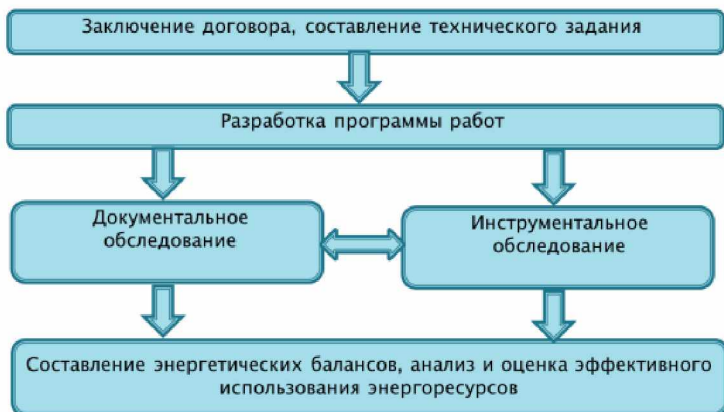 Заключение договора, составление технического задания
Разработка программы работ
Документальное
обследование
Инструментальное
обследование
Составление энергетических балансов, анализ и оценка эффективного
использования энергоресурсов